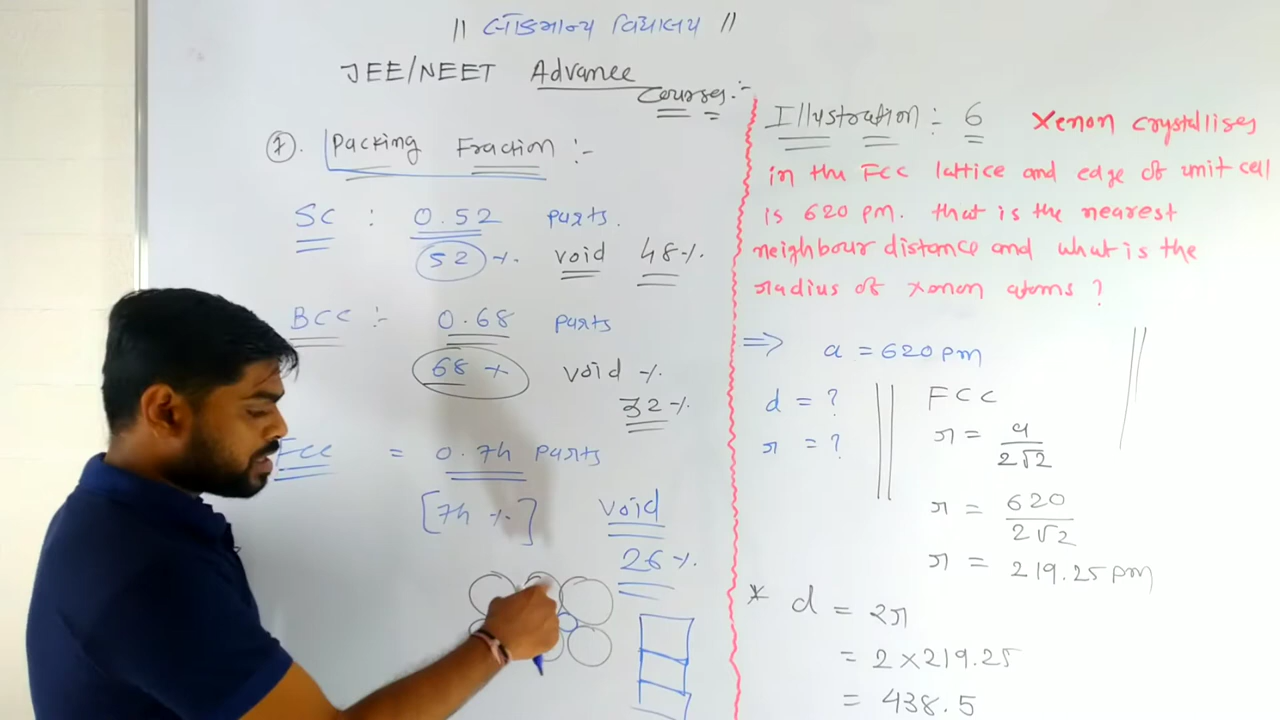 || લોકમાન્ય વિદ્યાલય ||
JEE/NEET Advance
Courses:-
7. Packing Fraction :-
SC : 0.52 parts.
52 %. void 48%.
BCC :- 0.68 parts
68 % void %.
32%.
FCC = 0.74 parts
[74 %.] void
26%.
Illustration:- 6 Xenon crystallises
in the FCC lattice and edge of unit cell
is 620 pm. that is the nearest
neighbour distance and what is the
radius of xenon atoms ?
⇒ a = 620 pm
d = ?
r = ?
FCC
r = a/2√2
r = 620/2√2
r = 219.25 pm
* d = 2r
= 2×219.25
= 438.5